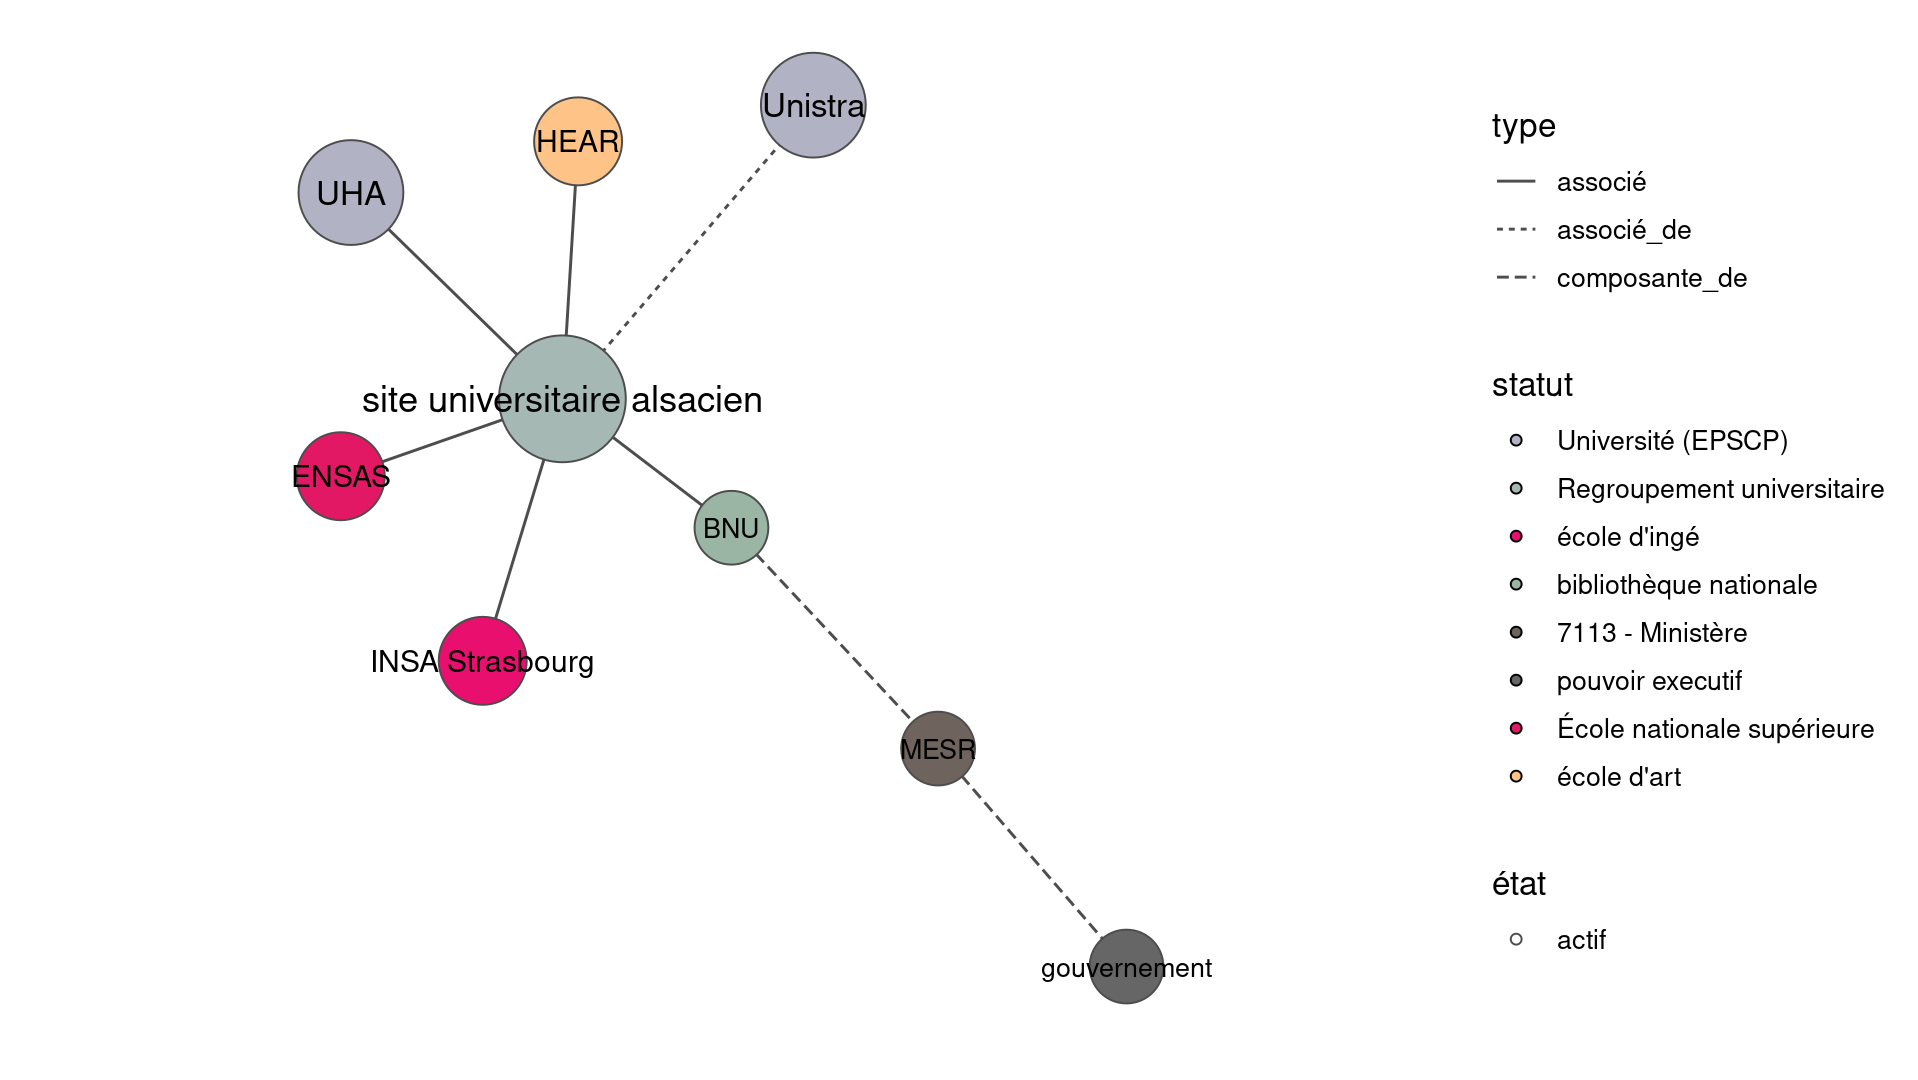 Unistra
HEAR
UHA
site universitaire alsacien
ENSAS
BNU
INSA Strasbourg
MESR
gouvernement
type
associé
associé_de
composante_de
statut
Université (EPSCP)
Regroupement universitaire
école d'ingé
bibliothèque nationale
7113 - Ministère
pouvoir executif
École nationale supérieure
école d'art
état
actif